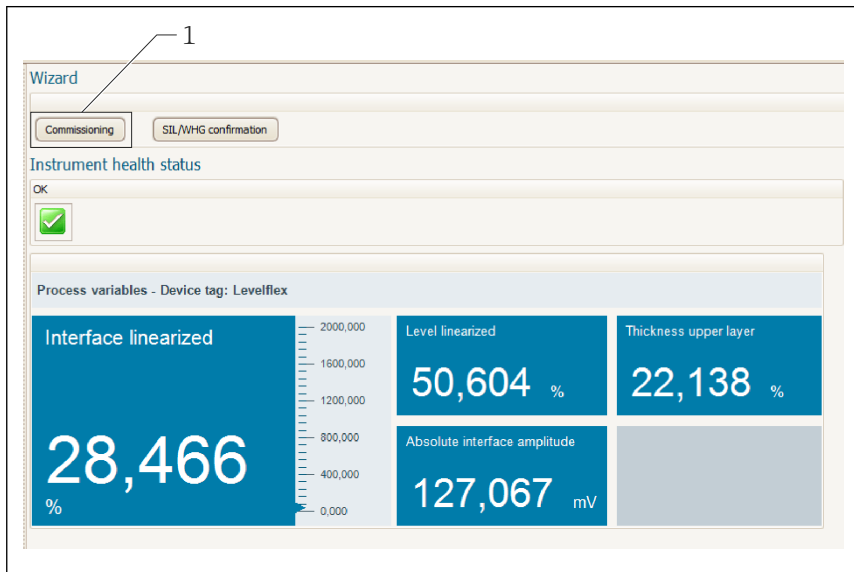 1
Wizard
Commissioning SIL/WHG confirmation
Instrument health status
OK
Process variables - Device tag: Levelflex
Interface linearized
28,466
%
2000,000
1600,000
1200,000
800,000
400,000
0,000
Level linearized
50,604 %
Thickness upper layer
22,138 %
Absolute interface amplitude
127,067 mV